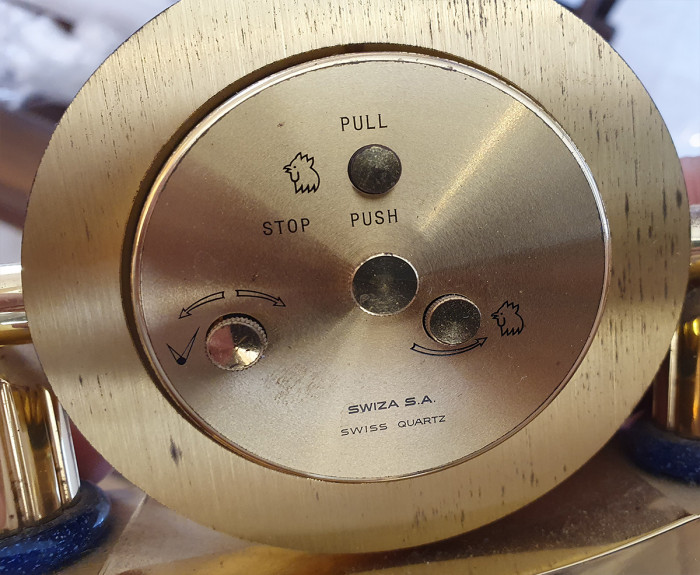 PULL
STOP PUSH
SWIZA S.A.
SWISS QUARTZ